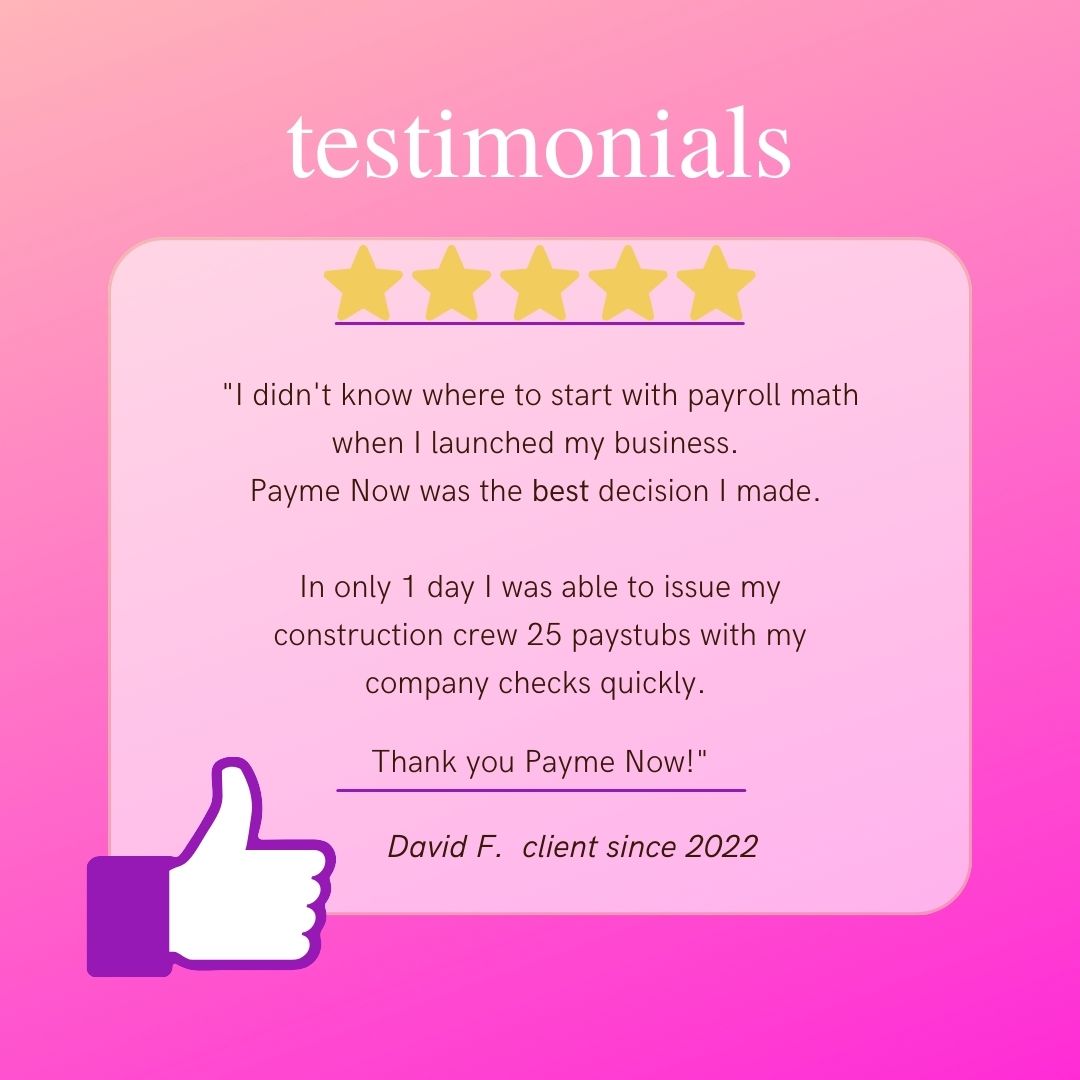 testimonials
"I didn't know where to start with payroll math
when I launched my business.
Payme Now was the best decision I made.
In only 1 day I was able to issue my
construction crew 25 paystubs with my
company checks quickly.
Thank you Payme Now!"
David F.  client since 2022